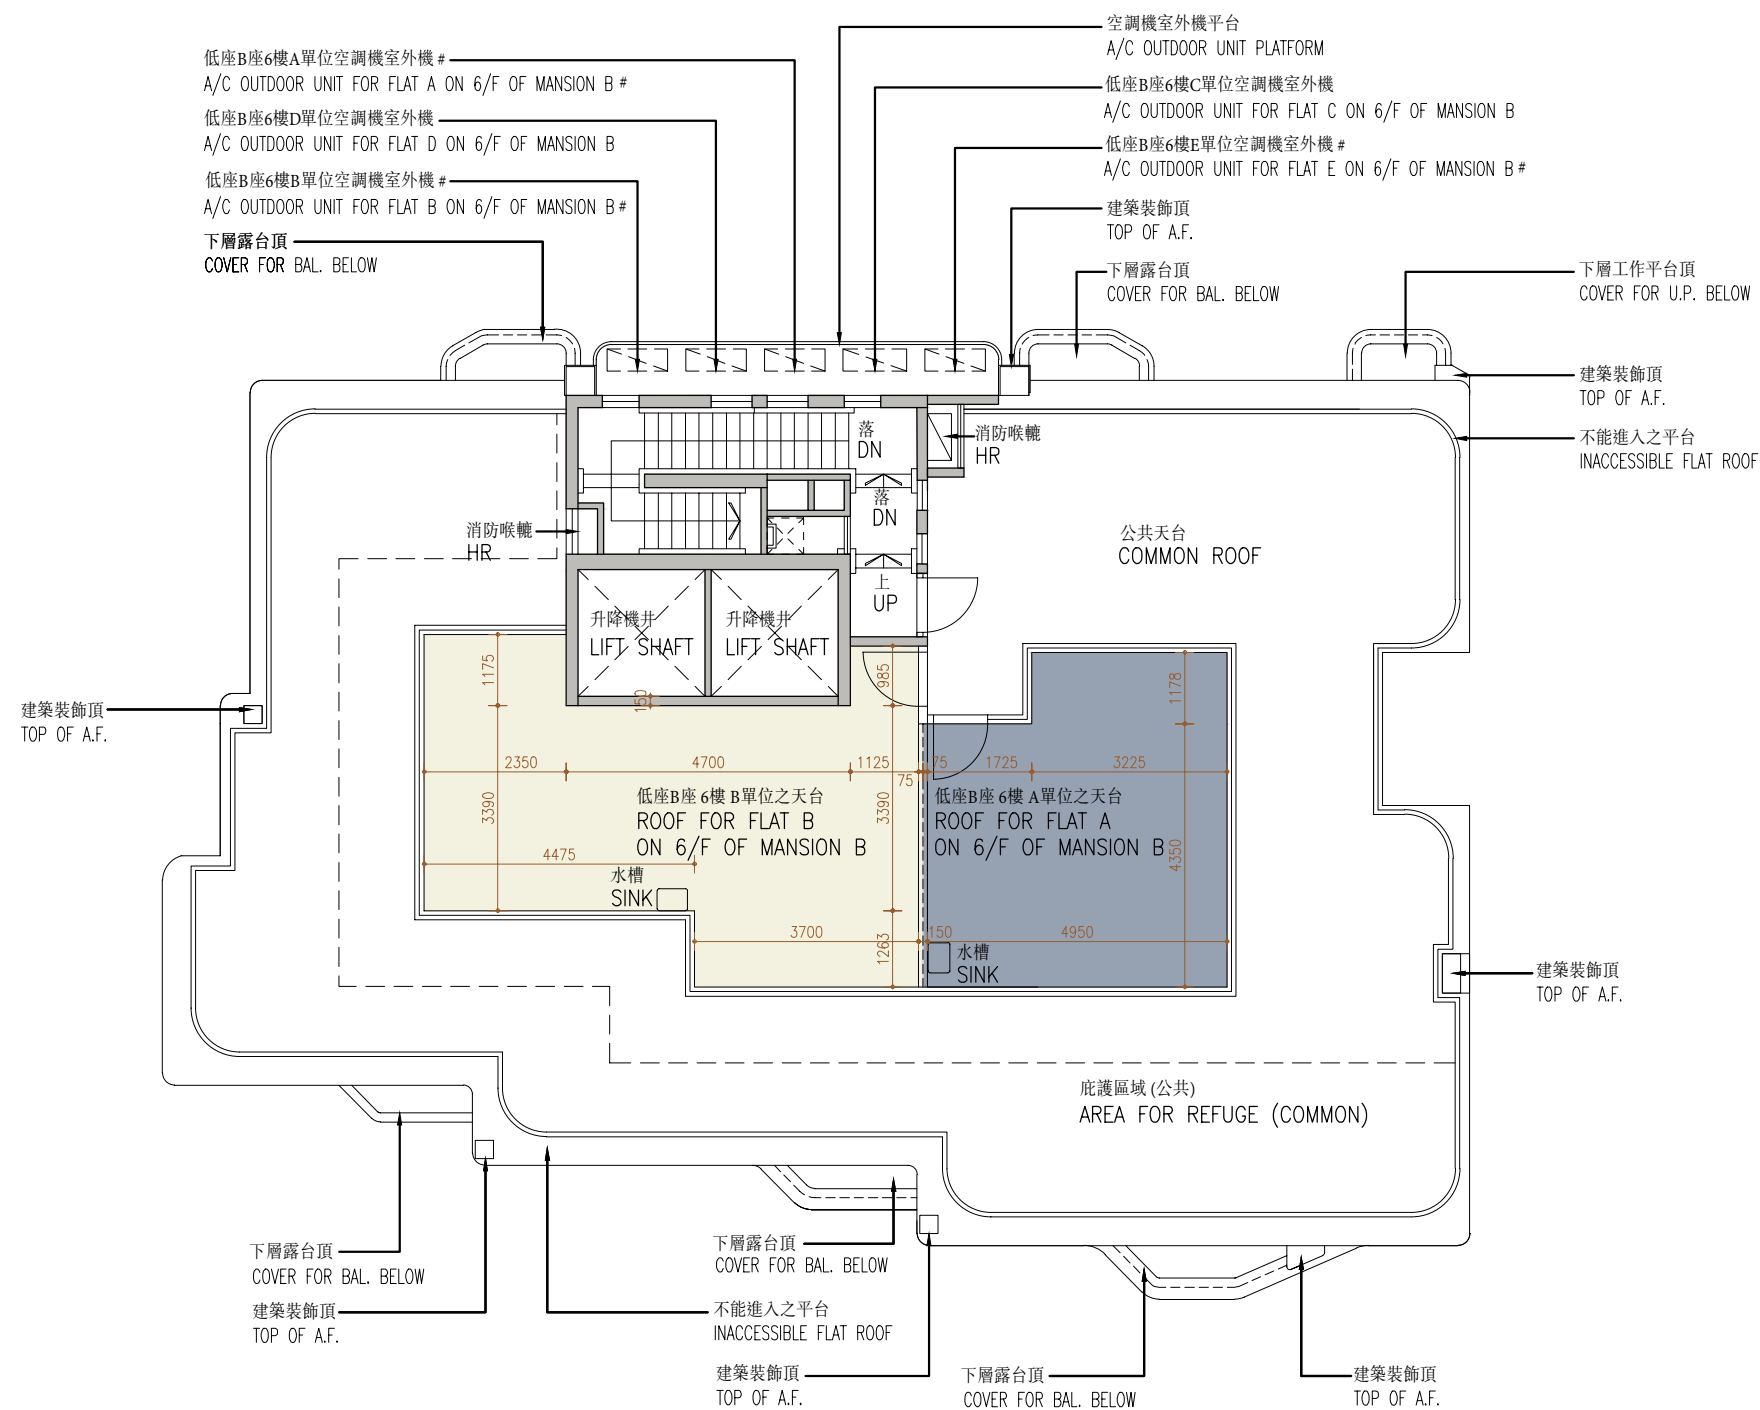 空調機室外機平台
A/C OUTDOOR UNIT PLATFORM
低座B座6樓A單位空調機室外機 #
A/C OUTDOOR UNIT FOR FLAT A ON 6/F OF MANSION B #
低座B座6樓C單位空調機室外機
A/C OUTDOOR UNIT FOR FLAT C ON 6/F OF MANSION B
低座B座6樓D單位空調機室外機
A/C OUTDOOR UNIT FOR FLAT D ON 6/F OF MANSION B
低座B座6樓E單位空調機室外機 #
A/C OUTDOOR UNIT FOR FLAT E ON 6/F OF MANSION B #
低座B座6樓B單位空調機室外機 #
A/C OUTDOOR UNIT FOR FLAT B ON 6/F OF MANSION B #
建築裝飾頂
TOP OF A.F.
下層露台頂
COVER FOR BAL. BELOW
下層露台頂
COVER FOR BAL. BELOW
下層工作平台頂
COVER FOR U.P. BELOW
建築裝飾頂
TOP OF A.F.
不能進入之平台
INACCESSIBLE FLAT ROOF
落
DN
消防喉轆
HR
落
DN
消防喉轆
HR
公共天台
COMMON ROOF
上
UP
升降機井
LIFT SHAFT
升降機井
LIFT SHAFT
1175
985
1178
150
建築裝飾頂
TOP OF A.F.
2350
4700
1125
75
75
1725
3225
3390
3390
4350
低座B座 6樓 B單位之天台
ROOF FOR FLAT B
ON 6/F OF MANSION B
低座B座 6樓 A單位之天台
ROOF FOR FLAT A
ON 6/F OF MANSION B
4475
水槽
SINK
3700
1263
150
4950
水槽
SINK
建築裝飾頂
TOP OF A.F.
庇護區域 (公共)
AREA FOR REFUGE (COMMON)
下層露台頂
COVER FOR BAL. BELOW
建築裝飾頂
TOP OF A.F.
下層露台頂
COVER FOR BAL. BELOW
不能進入之平台
INACCESSIBLE FLAT ROOF
建築裝飾頂
TOP OF A.F.
下層露台頂
COVER FOR BAL. BELOW
建築裝飾頂
TOP OF A.F.